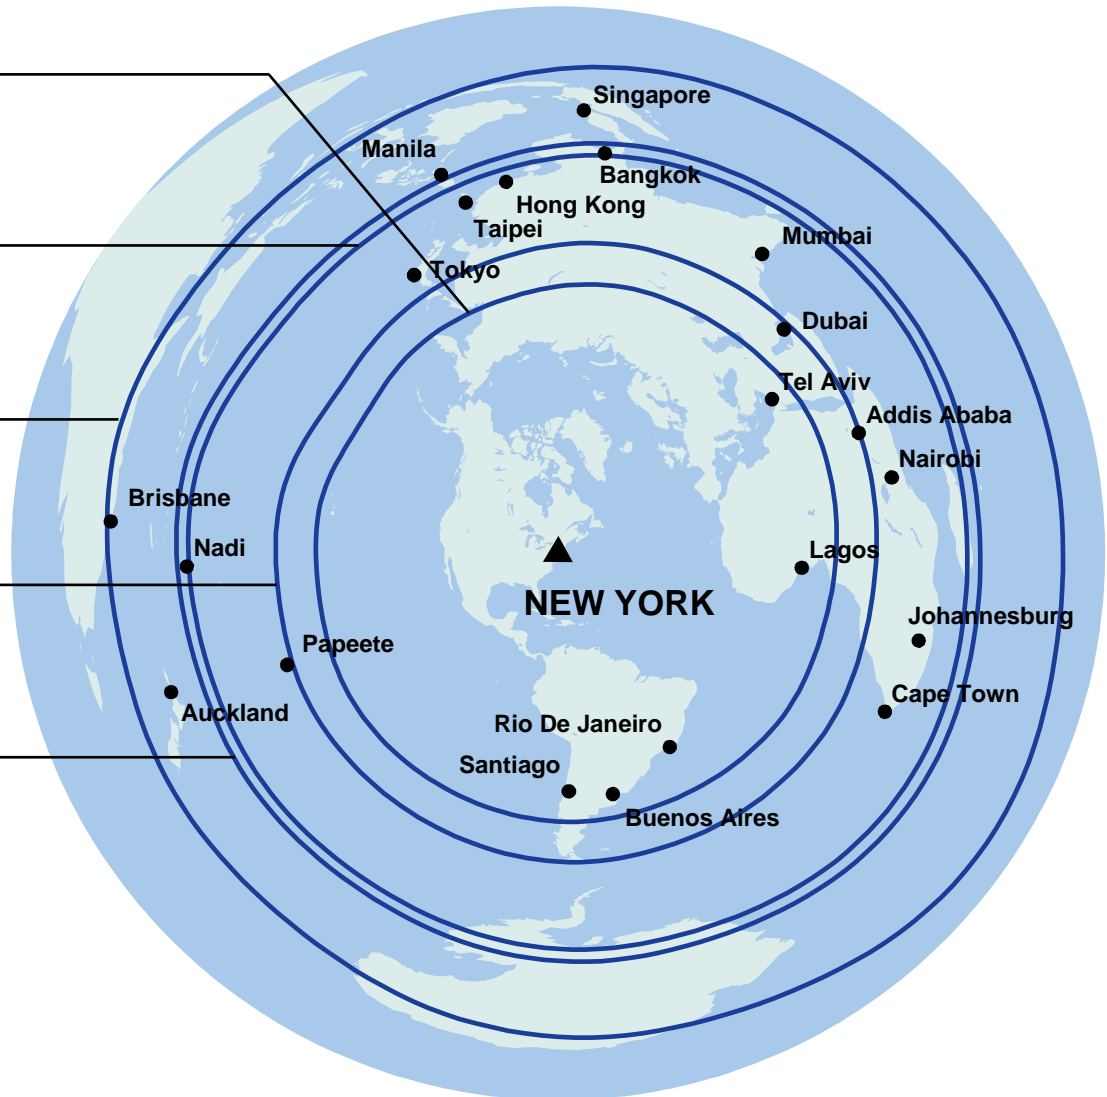 Singapore
Manila
Bangkok
Hong Kong
Taipei
Mumbai
Tokyo
Dubai
Tel Aviv
Addis Ababa
Nairobi
Brisbane
Nadi
Lagos
NEW YORK
Johannesburg
Papeete
Cape Town
Auckland
Rio De Janeiro
Santiago
Buenos Aires